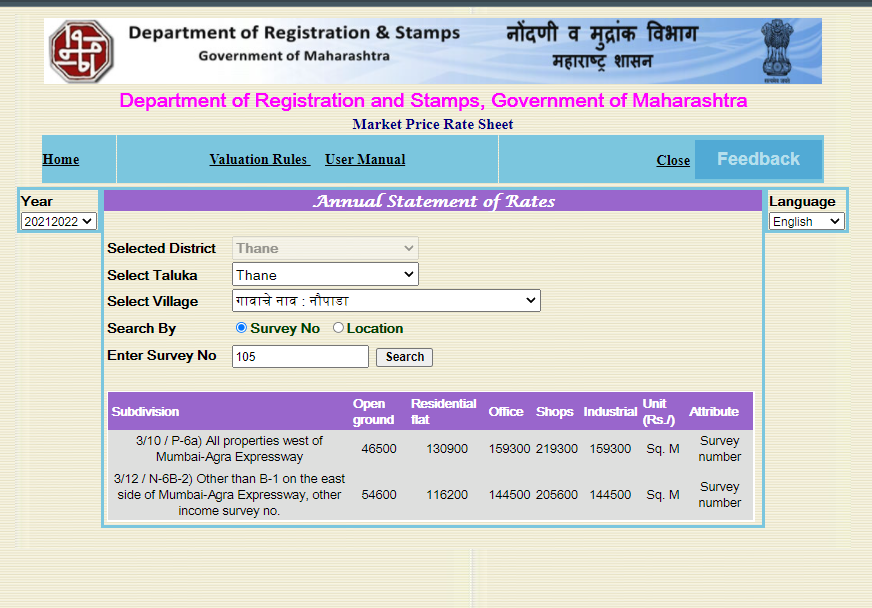 Department of Registration & Stamps
Government of Maharashtra
नोंदणी व मुद्रांक विभाग
महाराष्ट्र शासन
Department of Registration and Stamps, Government of Maharashtra
Market Price Rate Sheet
Home Valuation Rules User Manual Close Feedback
Year Annual Statement of Rates Language
20212022 English
Selected District Thane
Select Taluka Thane
Select Village गावाचे नाव : नौपाडा
Search By Survey No Location
Enter Survey No 105 Search
Subdivision Open ground Residential flat Office Shops Industrial Unit (Rs./) Attribute
3/10 / P-6a) All properties west of Mumbai-Agra Expressway 46500 130900 159300 219300 159300 Sq. M Survey number
3/12 / N-6B-2) Other than B-1 on the east side of Mumbai-Agra Expressway, other income survey no. 54600 116200 144500 205600 144500 Sq. M Survey number